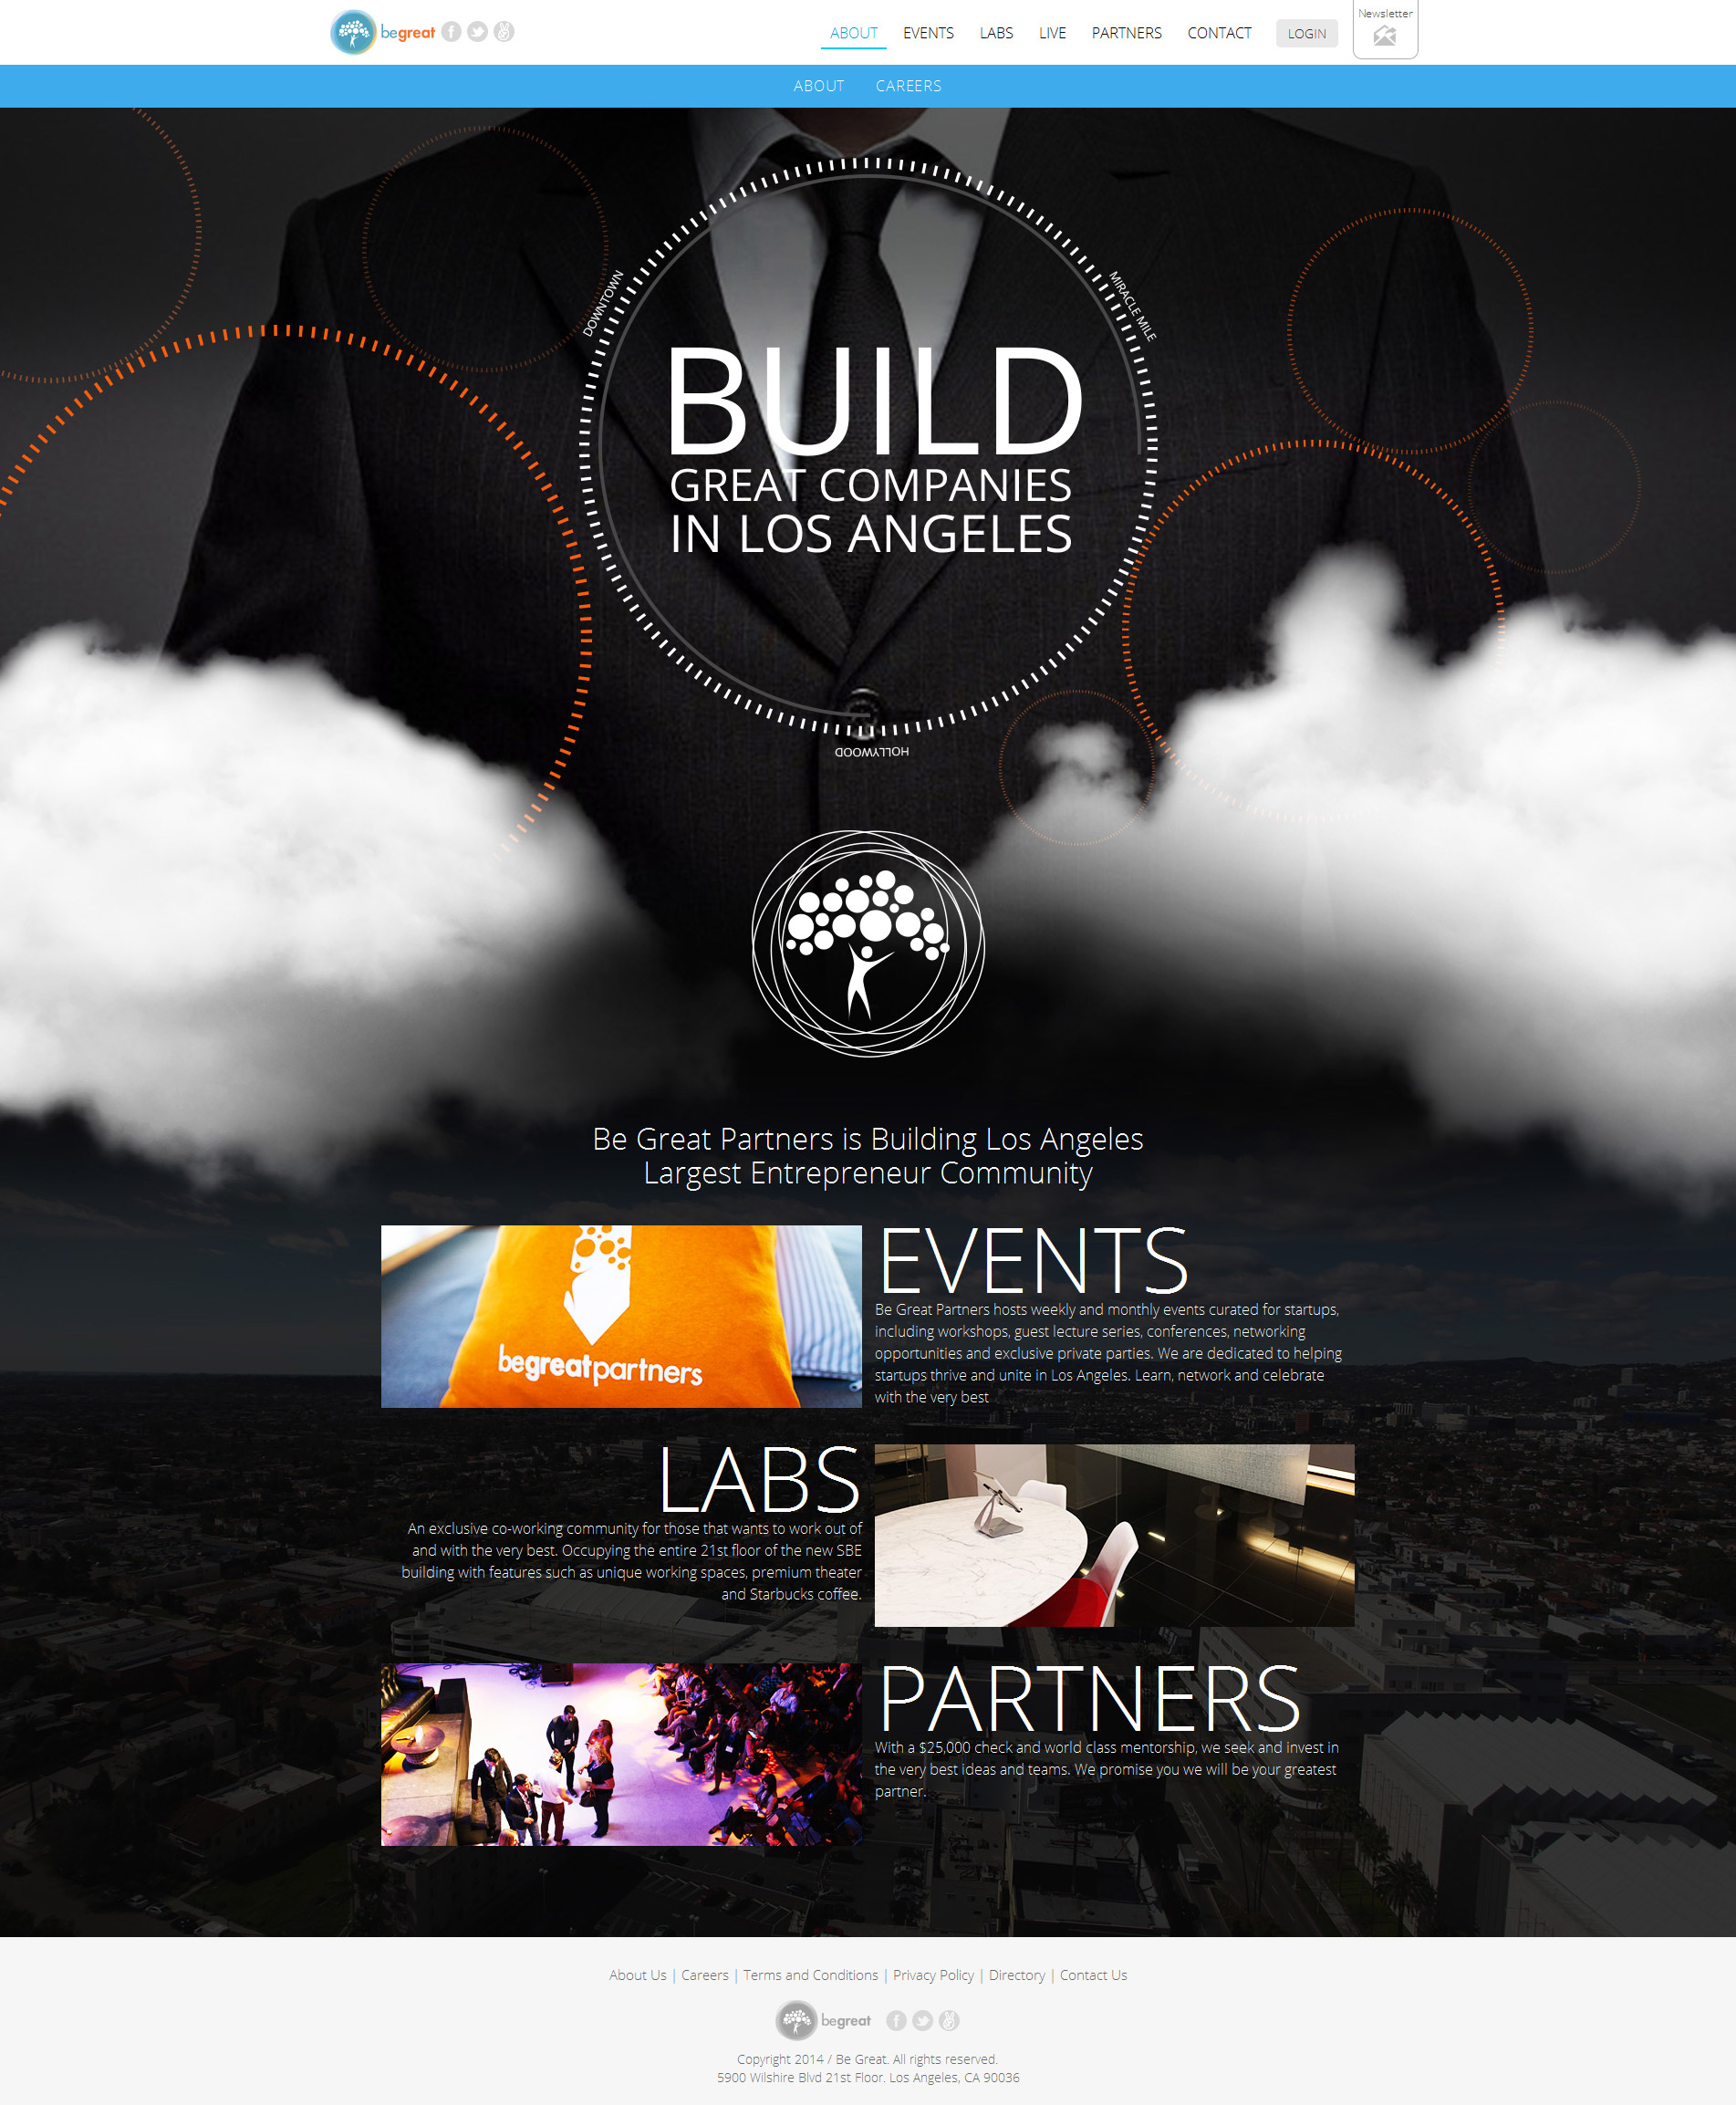 begreat
ABOUT EVENTS LABS LIVE PARTNERS CONTACT LOGIN Newsletter
ABOUT CAREERS
DOWNTOWN
MIRACLE MILE
BUILD
GREAT COMPANIES
IN LOS ANGELES
HOLLYWOOD
Be Great Partners is Building Los Angeles
Largest Entrepreneur Community
begreatpartners
EVENTS
Be Great Partners hosts weekly and monthly events curated for startups,
including workshops, guest lecture series, conferences, networking
opportunities and exclusive private parties. We are dedicated to helping
startups thrive and unite in Los Angeles. Learn, network and celebrate
with the very best
LABS
An exclusive co-working community for those that wants to work out of
and with the very best. Occupying the entire 21st floor of the new SBE
building with features such as unique working spaces, premium theater
and Starbucks coffee.
PARTNERS
With a $25,000 check and world class mentorship, we seek and invest in
the very best ideas and teams. We promise you we will be your greatest
partner.
About Us | Careers | Terms and Conditions | Privacy Policy | Directory | Contact Us
begreat
Copyright 2014 / Be Great. All rights reserved.
5900 Wilshire Blvd 21st Floor. Los Angeles, CA 90036